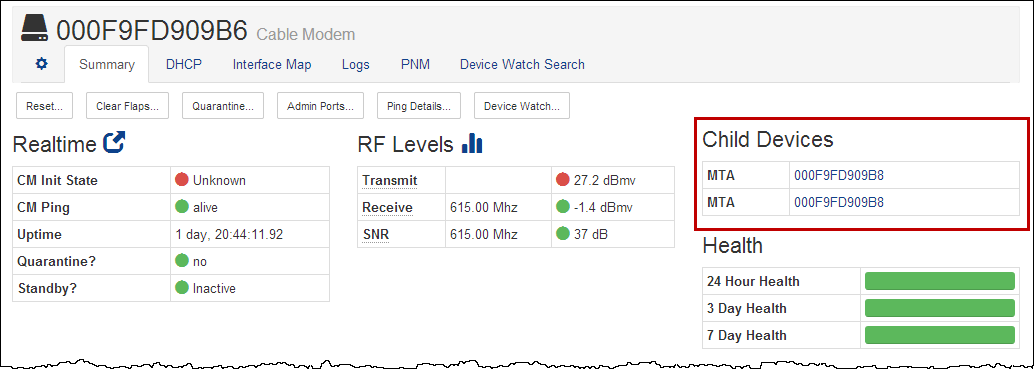 000F9FD909B6 Cable Modem
Summary DHCP Interface Map Logs PNM Device Watch Search
Reset... Clear Flaps... Quarantine... Admin Ports... Ping Details... Device Watch...
Realtime
CM Init State Unknown
CM Ping alive
Uptime 1 day, 20:44:11.92
Quarantine? no
Standby? Inactive
RF Levels
Transmit 27.2 dBmv
Receive 615.00 Mhz -1.4 dBmv
SNR 615.00 Mhz 37 dB
Child Devices
MTA 000F9FD909B8
MTA 000F9FD909B8
Health
24 Hour Health
3 Day Health
7 Day Health